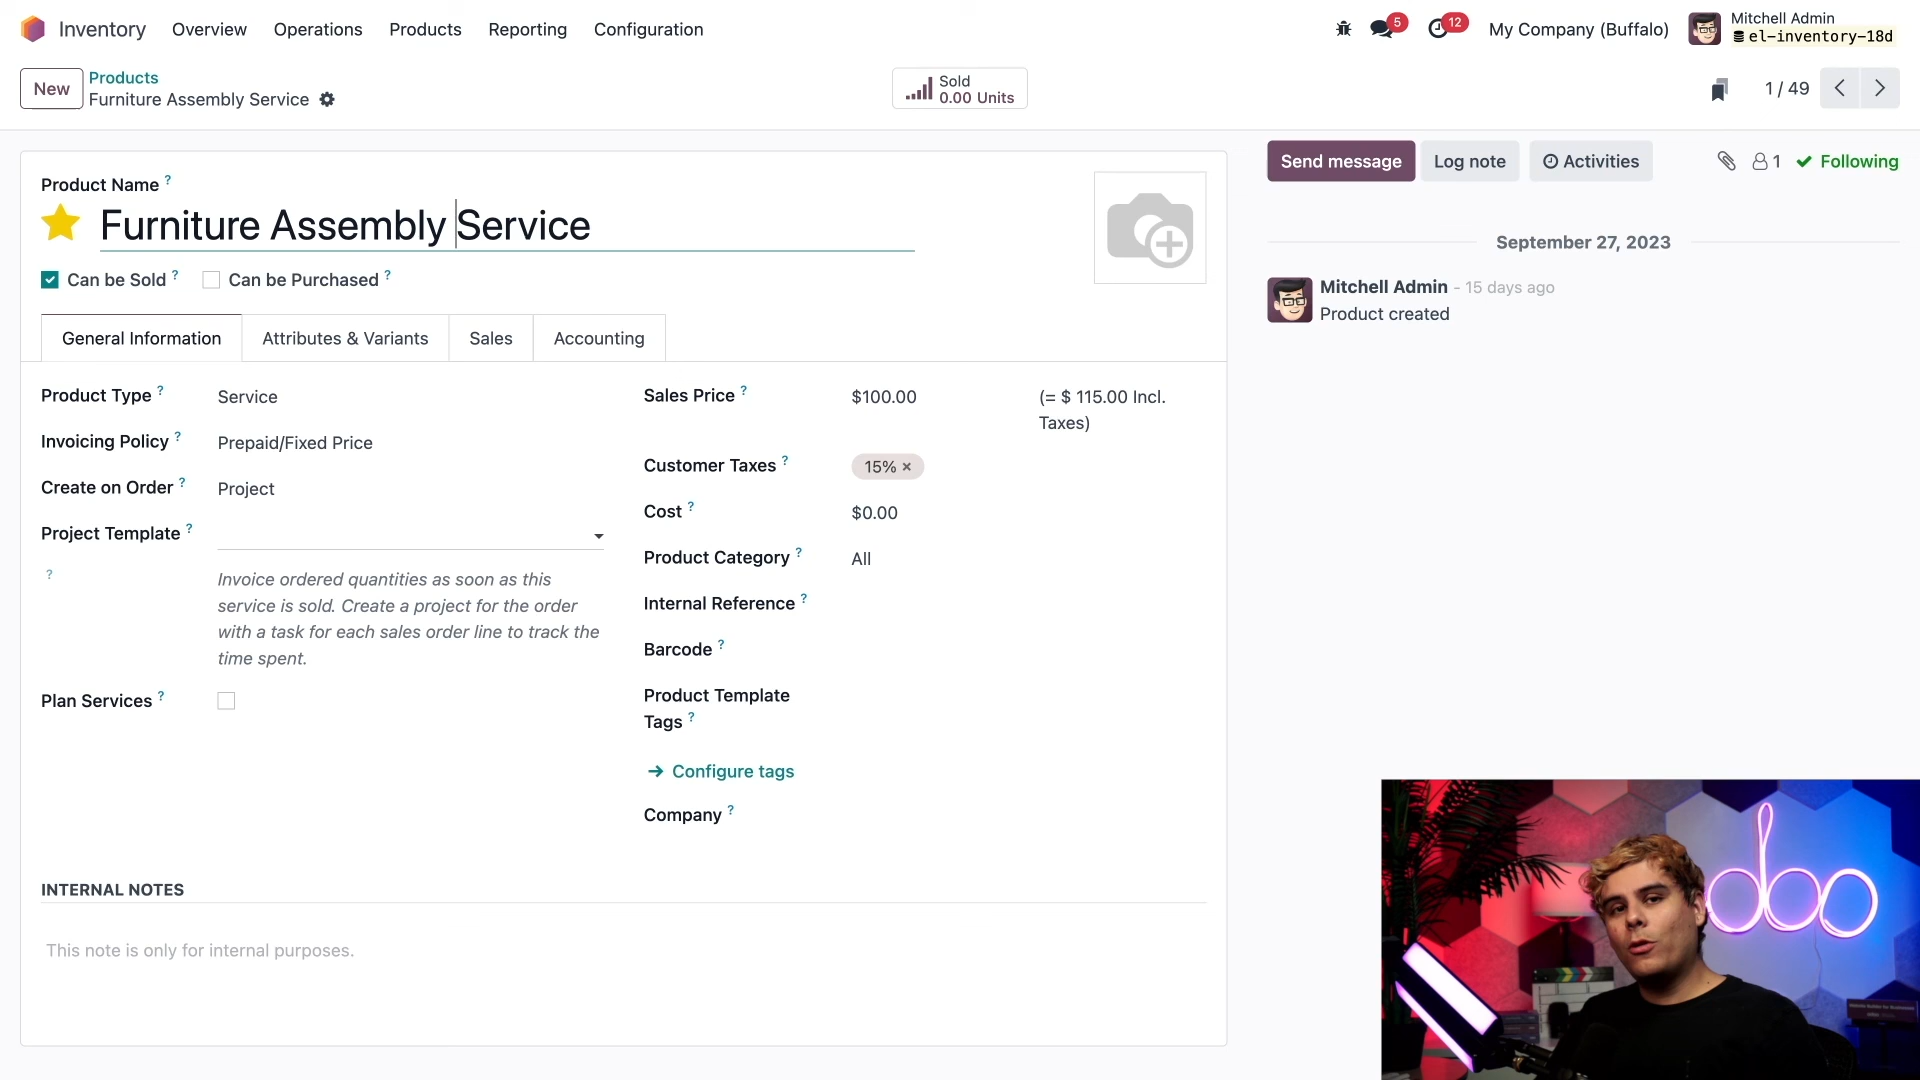 Inventory
Overview
Operations
Products
Reporting
Configuration
5
12
My Company (Buffalo)
Mitchell Admin
el-inventory-18d
New
Products
Furniture Assembly Service
Sold
0.00 Units
1 / 49
Product Name ?
Furniture Assembly Service
Can be Sold ?
Can be Purchased ?
General Information
Attributes & Variants
Sales
Accounting
Product Type ?
Service
Invoicing Policy ?
Prepaid/Fixed Price
Create on Order ?
Project
Project Template ?
?
Invoice ordered quantities as soon as this
service is sold. Create a project for the order
with a task for each sales order line to track the
time spent.
Plan Services ?
Sales Price ?
$100.00
(= $ 115.00 Incl.
Taxes)
Customer Taxes ?
15% ×
Cost ?
$0.00
Product Category ?
All
Internal Reference ?
Barcode ?
Product Template
Tags ?
→ Configure tags
Company ?
INTERNAL NOTES
This note is only for internal purposes.
Send message
Log note
Activities
1
Following
September 27, 2023
Mitchell Admin - 15 days ago
Product created